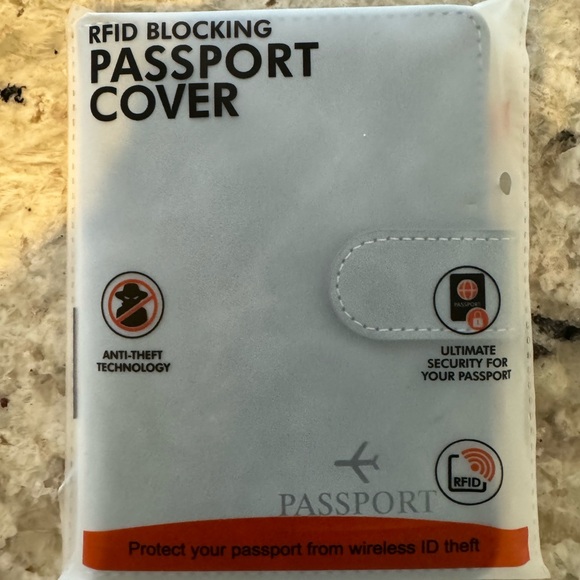 RFID BLOCKING
PASSPORT
COVER
PASSPORT
ANTI-THEFT
TECHNOLOGY
ULTIMATE
SECURITY FOR
YOUR PASSPORT
RFID
PASSPORT
Protect your passport from wireless ID theft